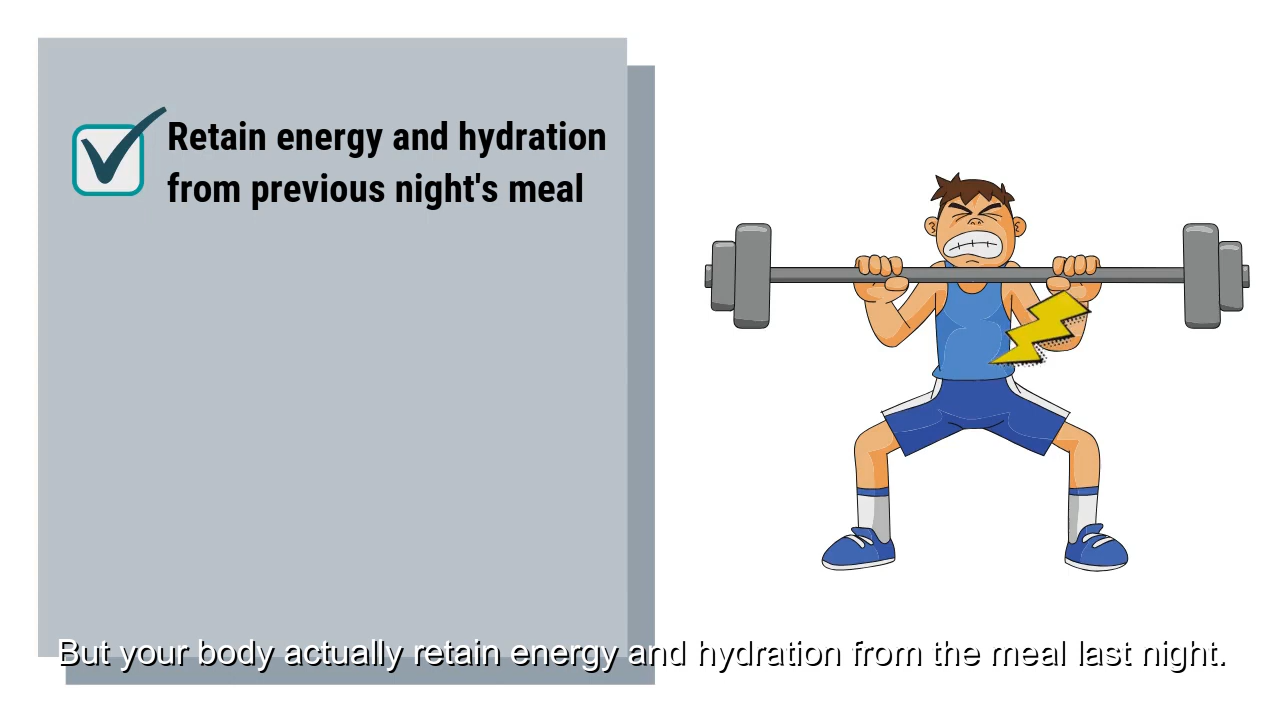 Retain energy and hydration
from previous night's meal
But your body actually retain energy and hydration from the meal last night.